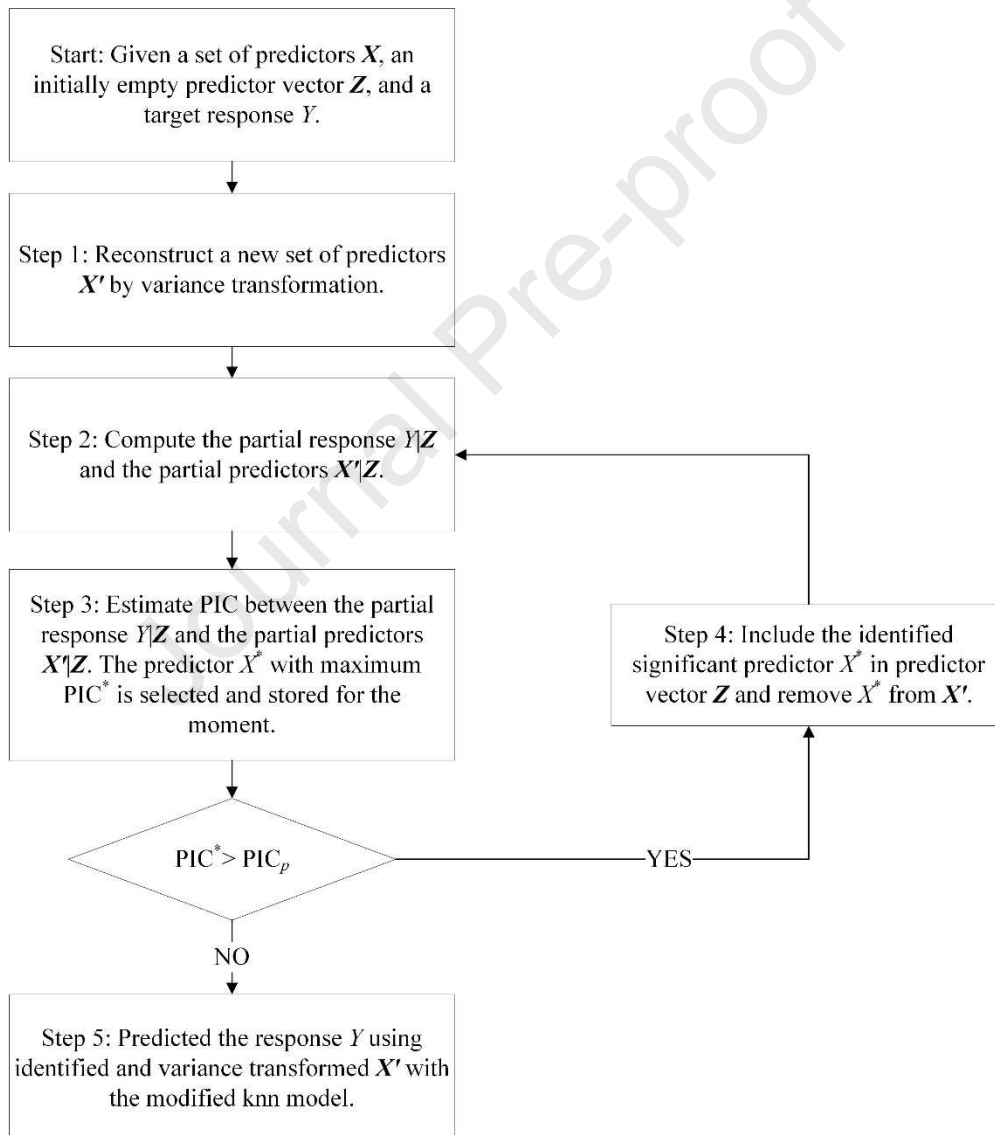 Start: Given a set of predictors X, an
initially empty predictor vector Z, and a
target response Y.
Step 1: Reconstruct a new set of predictors
X' by variance transformation.
Step 2: Compute the partial response Y|Z
and the partial predictors X'|Z.
Step 3: Estimate PIC between the partial
response Y|Z and the partial predictors
X'|Z. The predictor X* with maximum
PIC* is selected and stored for the
moment.
Step 4: Include the identified
significant predictor X* in predictor
vector Z and remove X* from X'.
PIC* > PICp
YES
NO
Step 5: Predicted the response Y using
identified and variance transformed X' with
the modified knn model.
Journal Pre-proof